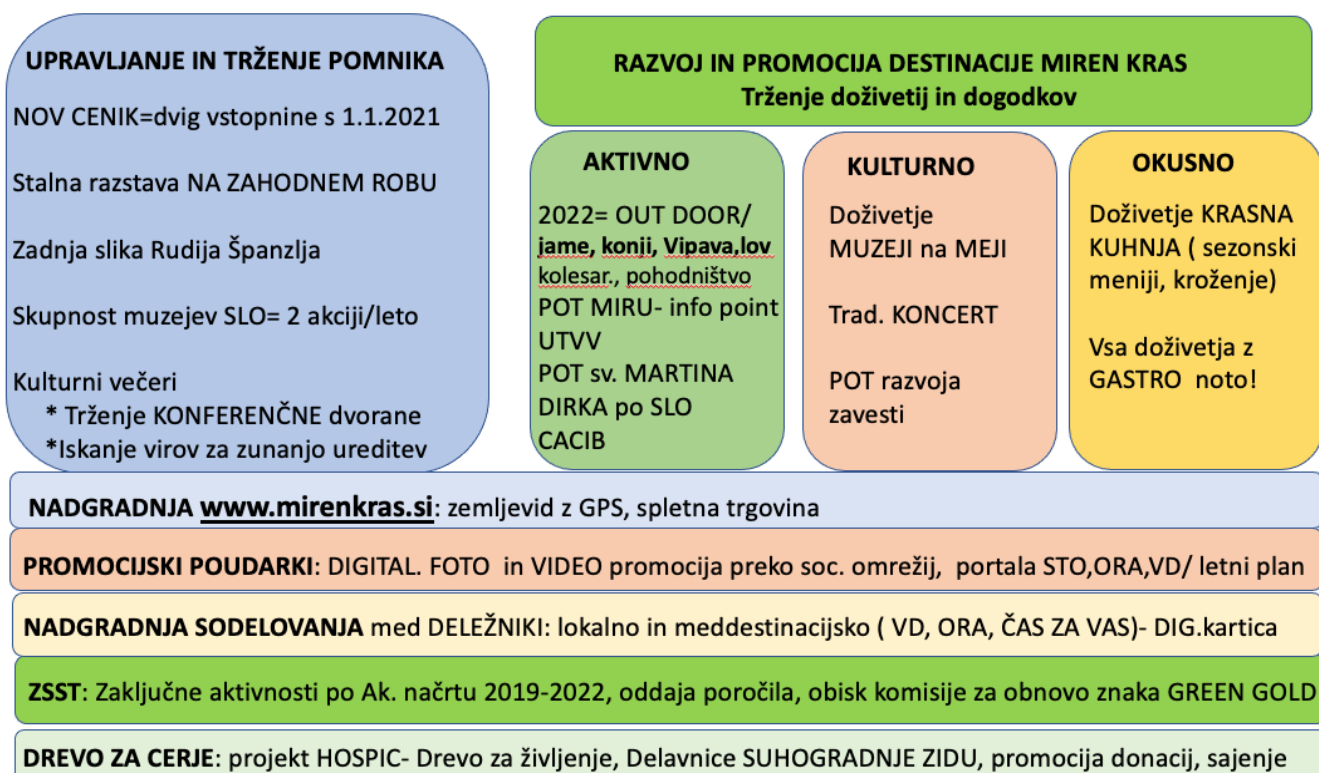 UPRAVLJANJE IN TRŽENJE POMNIKA
NOV CENIK=dvig vstopnine s 1.1.2021
Stalna razstava NA ZAHODNEM ROBU
Zadnja slika Rudija Španzlja
Skupnost muzejev SLO= 2 akciji/leto
Kulturni večeri
* Trženje KONFERENČNE dvorane
*Iskanje virov za zunanjo ureditev
RAZVOJ IN PROMOCIJA DESTINACIJE MIREN KRAS
Trženje doživetij in dogodkov
AKTIVNO
2022= OUT DOOR/
jame, konji, Vipava,lov
kolesar., pohodništvo
POT MIRU- info point
UTVV
POT sv. MARTINA
DIRKA po SLO
CACIB
KULTURNO
Doživetje
MUZEJI na MEJI
Trad. KONCERT
POT razvoja
zavesti
OKUSNO
Doživetje KRASNA
KUHNJA ( sezonski
meniji, kroženje)
Vsa doživetja z
GASTRO noto!
NADGRADNJA www.mirenkras.si: zemljevid z GPS, spletna trgovina
PROMOCIJSKI POUDARKI: DIGITAL. FOTO in VIDEO promocija preko soc. omrežij, portala STO,ORA,VD/ letni plan
NADGRADNJA SODELOVANJA med DELEŽNIKI: lokalno in meddestinacijsko ( VD, ORA, ČAS ZA VAS)- DIG.kartica
ZSST: Zaključne aktivnosti po Ak. načrtu 2019-2022, oddaja poročila, obisk komisije za obnovo znaka GREEN GOLD
DREVO ZA CERJE: projekt HOSPIC- Drevo za življenje, Delavnice SUHOGRADNJE ZIDU, promocija donacij, sajenje